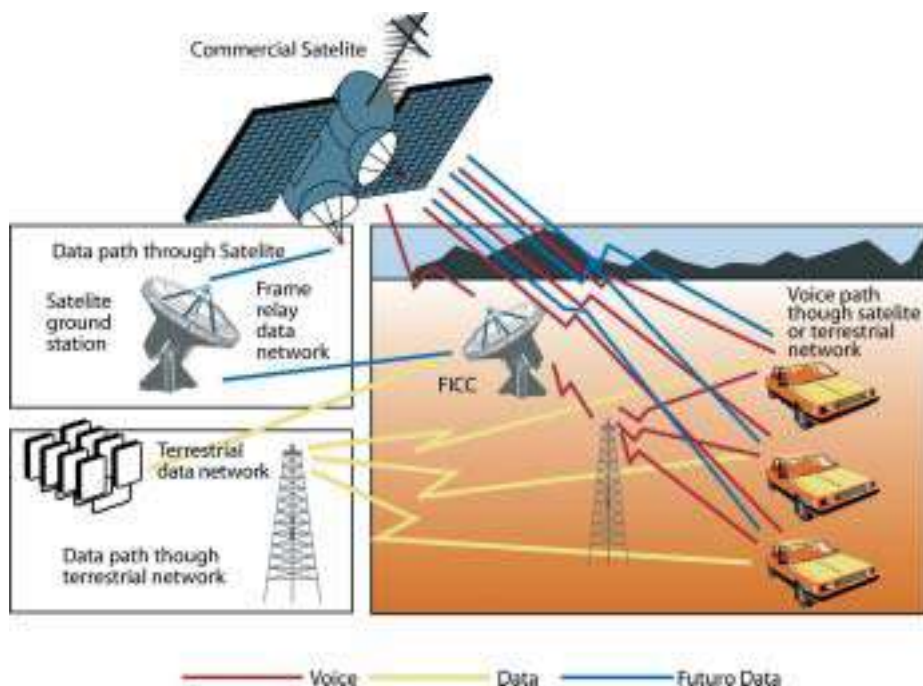 Commercial Satelite
Data path through Satelite
Satelite
ground
station
Frame
relay
data
network
FICC
Voice path
though satelite
or terrestrial
network
Terrestrial
data network
Data path though
terrestrial network
Voice
Data
Futuro Data